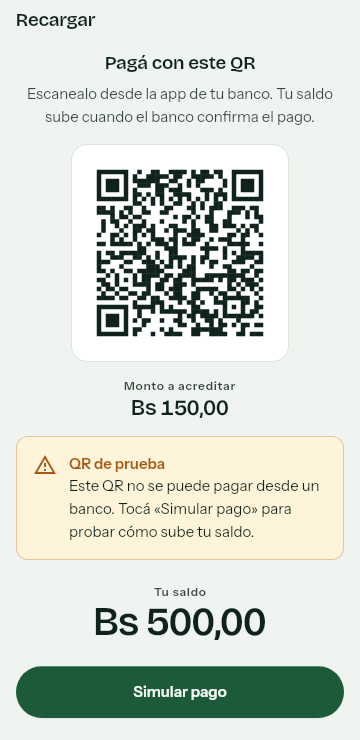 Recargar
Pagá con este QR
Escanealo desde la app de tu banco. Tu saldo
sube cuando el banco confirma el pago.
Monto a acreditar
Bs 150,00
QR de prueba
Este QR no se puede pagar desde un
banco. Tocá «Simular pago» para
probar cómo sube tu saldo.
Tu saldo
Bs 500,00
Simular pago